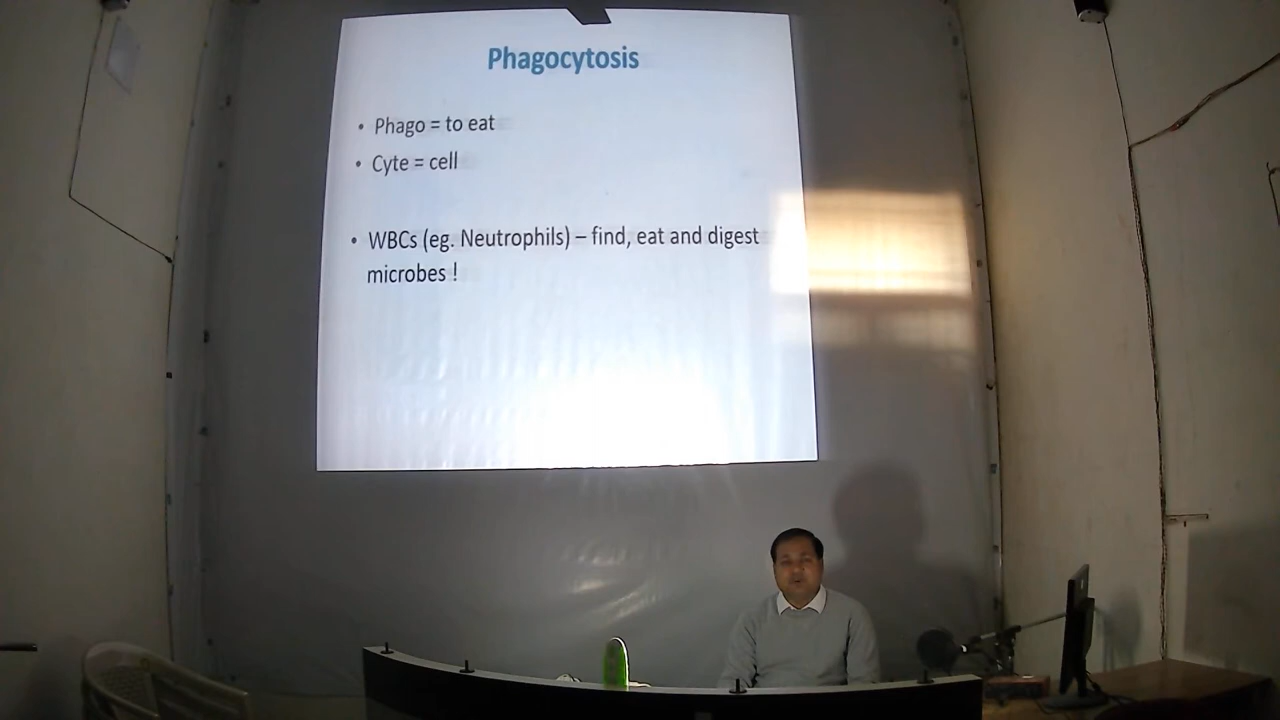 Phagocytosis
• Phago = to eat
• Cyte = cell
• WBCs (eg. Neutrophils) – find, eat and digest
microbes !